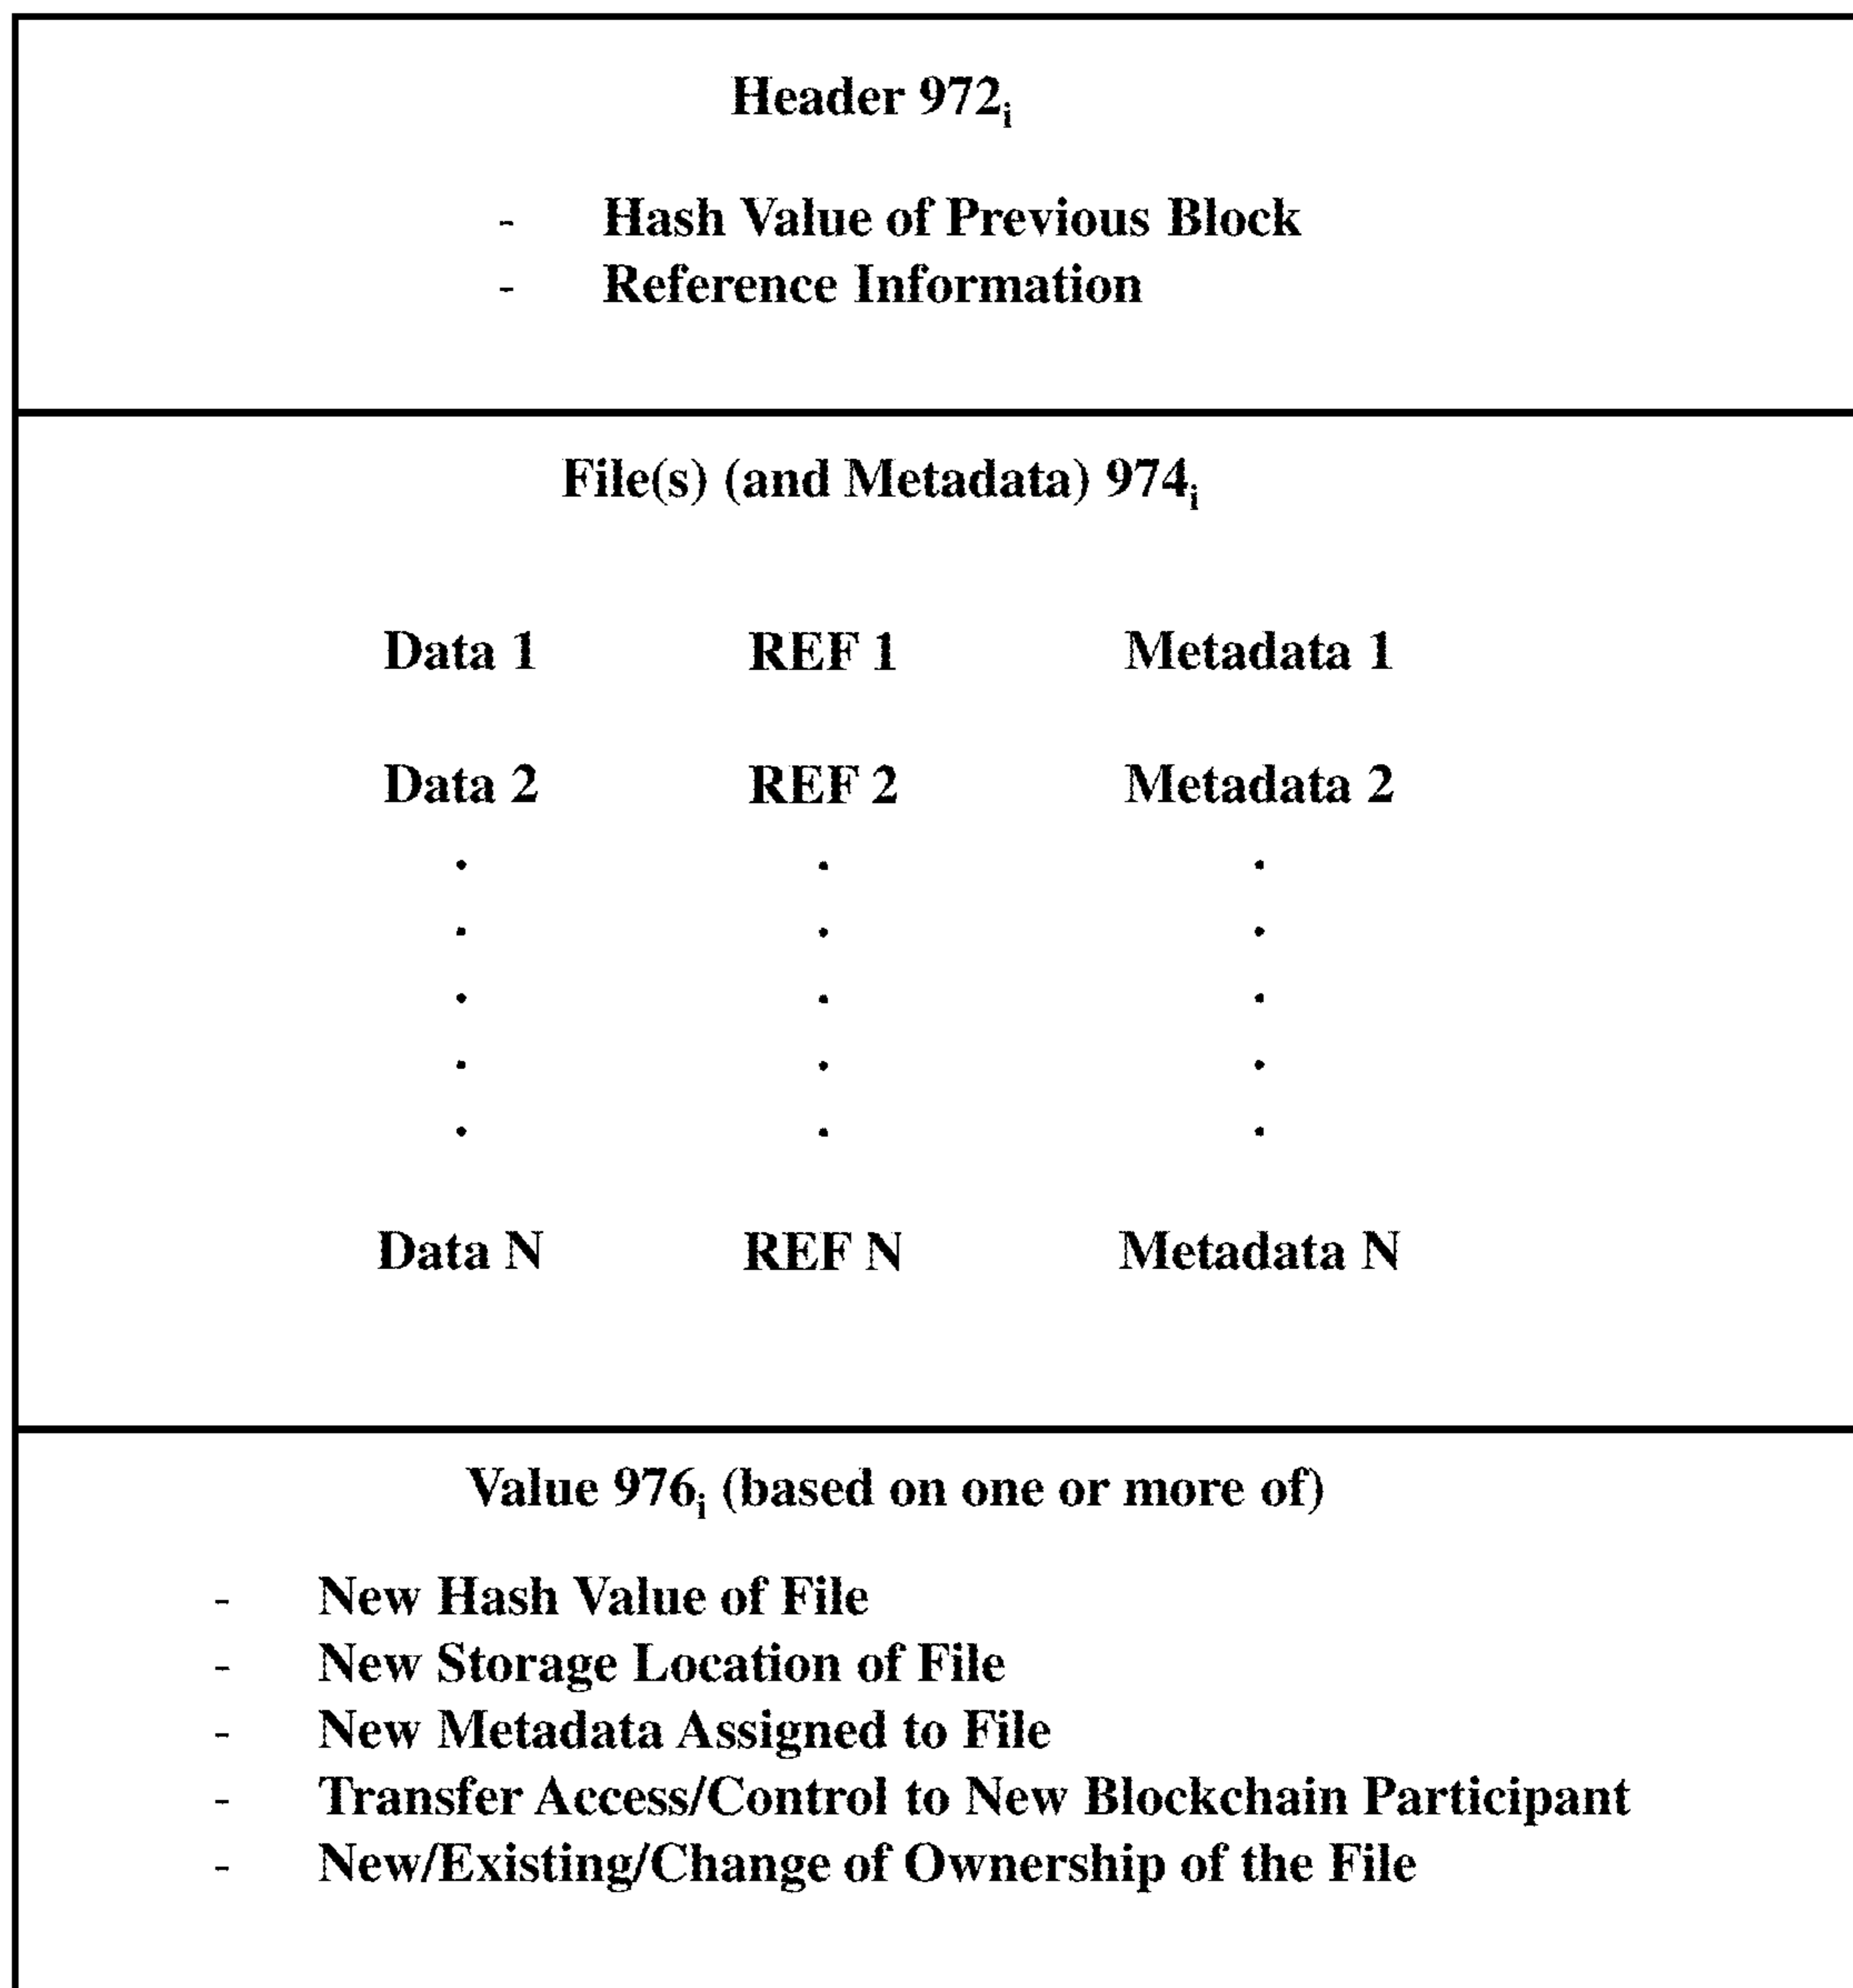 Header 972i
- Hash Value of Previous Block
- Reference Information
File(s) (and Metadata) 974i
Data 1 REF 1 Metadata 1
Data 2 REF 2 Metadata 2
. . .
. . .
. . .
. . .
. . .
Data N REF N Metadata N
Value 976i (based on one or more of)
- New Hash Value of File
- New Storage Location of File
- New Metadata Assigned to File
- Transfer Access/Control to New Blockchain Participant
- New/Existing/Change of Ownership of the File